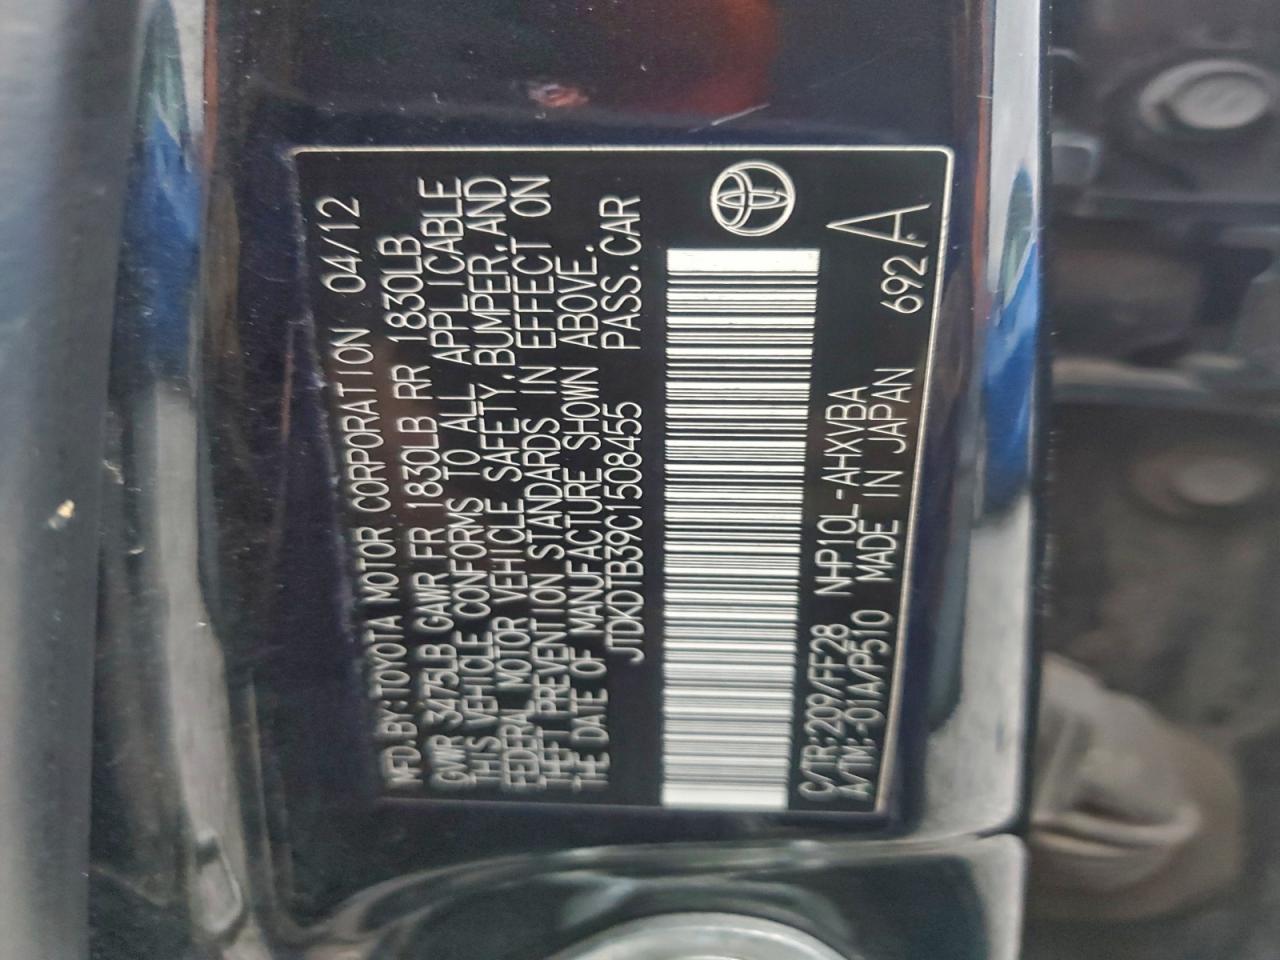 MFD.BY:TOYOTA MOTOR CORPORATION 04/12
GVWR 3475LB GAWR FR 1830LB RR 1830LB
THIS VEHICLE CONFORMS TO ALL APPLICABLE
FEDERAL MOTOR VEHICLE SAFETY,BUMPER,AND
THEFT PREVENTION STANDARDS IN EFFECT ON
THE DATE OF MANUFACTURE SHOWN ABOVE.
JTDKDTB39C1508455 PASS.CAR
C/TR:209/FF28 NHP10L-AHXVBA
A/TM:-01A/P510 MADE IN JAPAN 692A